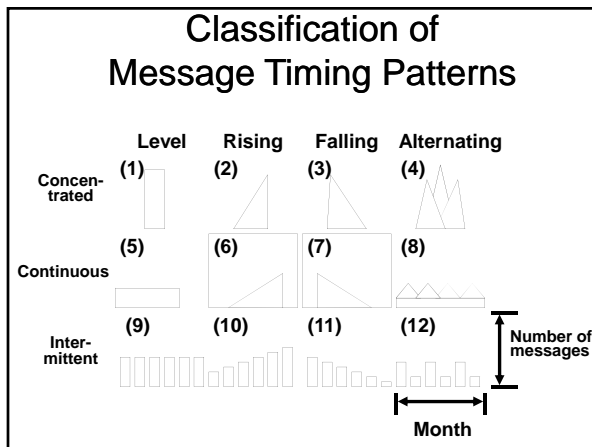 Classification of
Message Timing Patterns
Level Rising Falling Alternating
(1) (2) (3) (4)
Concen-
trated
(5) (6) (7) (8)
Continuous
(9) (10) (11) (12)
Inter-
mittent
Number of
messages
Month